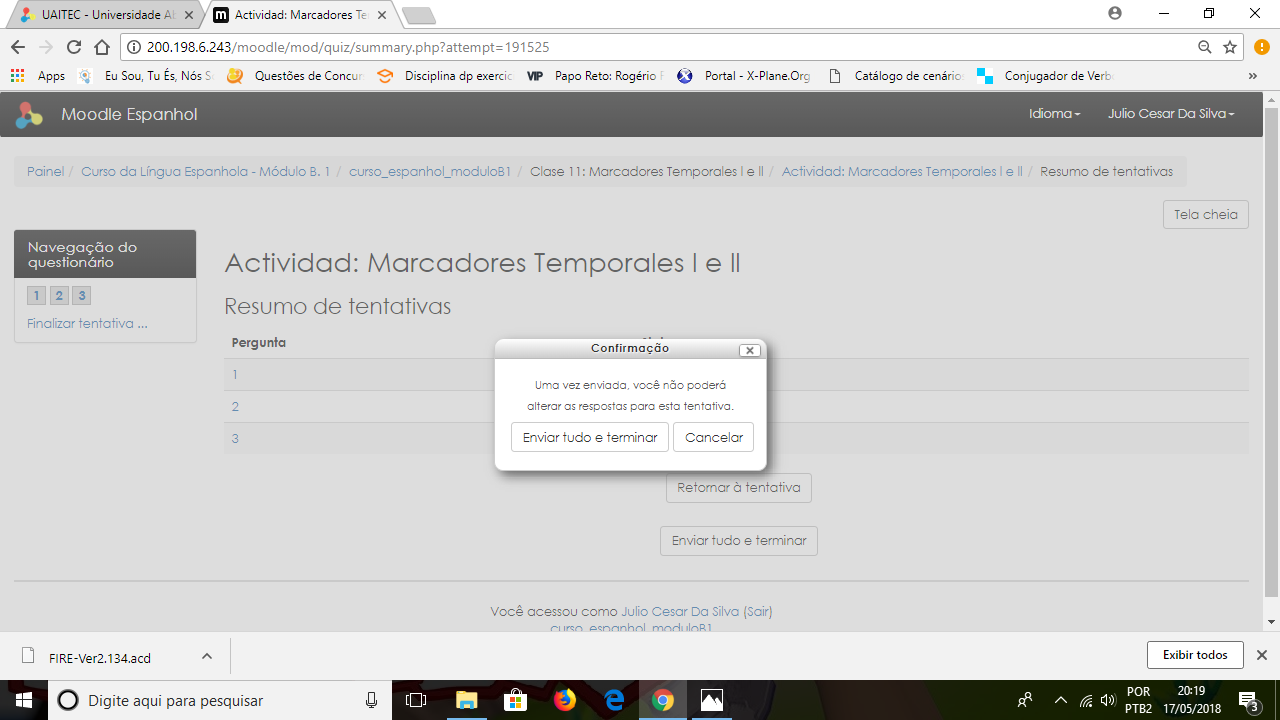 UAITEC - Universidade Ab
Actividad: Marcadores Te
200.198.6.243/moodle/mod/quiz/summary.php?attempt=191525
Apps
Eu Sou, Tu És, Nós S
Questões de Concur
Disciplina dp exercic
VIP
Papo Reto: Rogério F
Portal - X-Plane.Org
Catálogo de cenário
Conjugador de Verb
»
Moodle Espanhol
Idioma
Julio Cesar Da Silva
Painel / Curso da Língua Espanhola - Módulo B. 1 / curso_espanhol_moduloB1 / Clase 11: Marcadores Temporales I e II / Actividad: Marcadores Temporales I e II / Resumo de tentativas
Tela cheia
Navegação do
questionário
1 2 3
Finalizar tentativa ...
Actividad: Marcadores Temporales I e II
Resumo de tentativas
Pergunta
1
2
3
Confirmação
Uma vez enviada, você não poderá
alterar as respostas para esta tentativa.
Enviar tudo e terminar
Cancelar
Retornar à tentativa
Enviar tudo e terminar
Você acessou como Julio Cesar Da Silva (Sair)
curso_espanhol_moduloB1
FIRE-Ver2.134.acd
Exibir todos
Digite aqui para pesquisar
POR
PTB2
20:19
17/05/2018
3